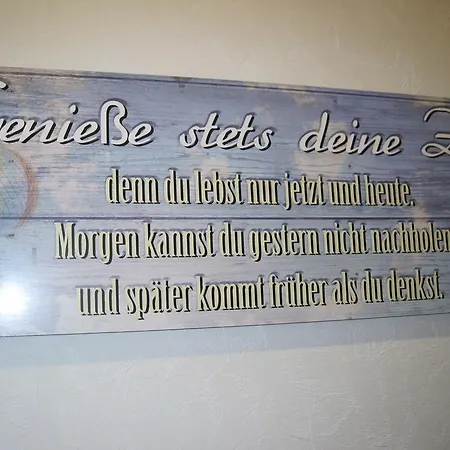 Genieße stets deine Z
denn du lebst nur jetzt und heute.
Morgen kannst du gestern nicht nachholen
und später kommt früher als du denkst.